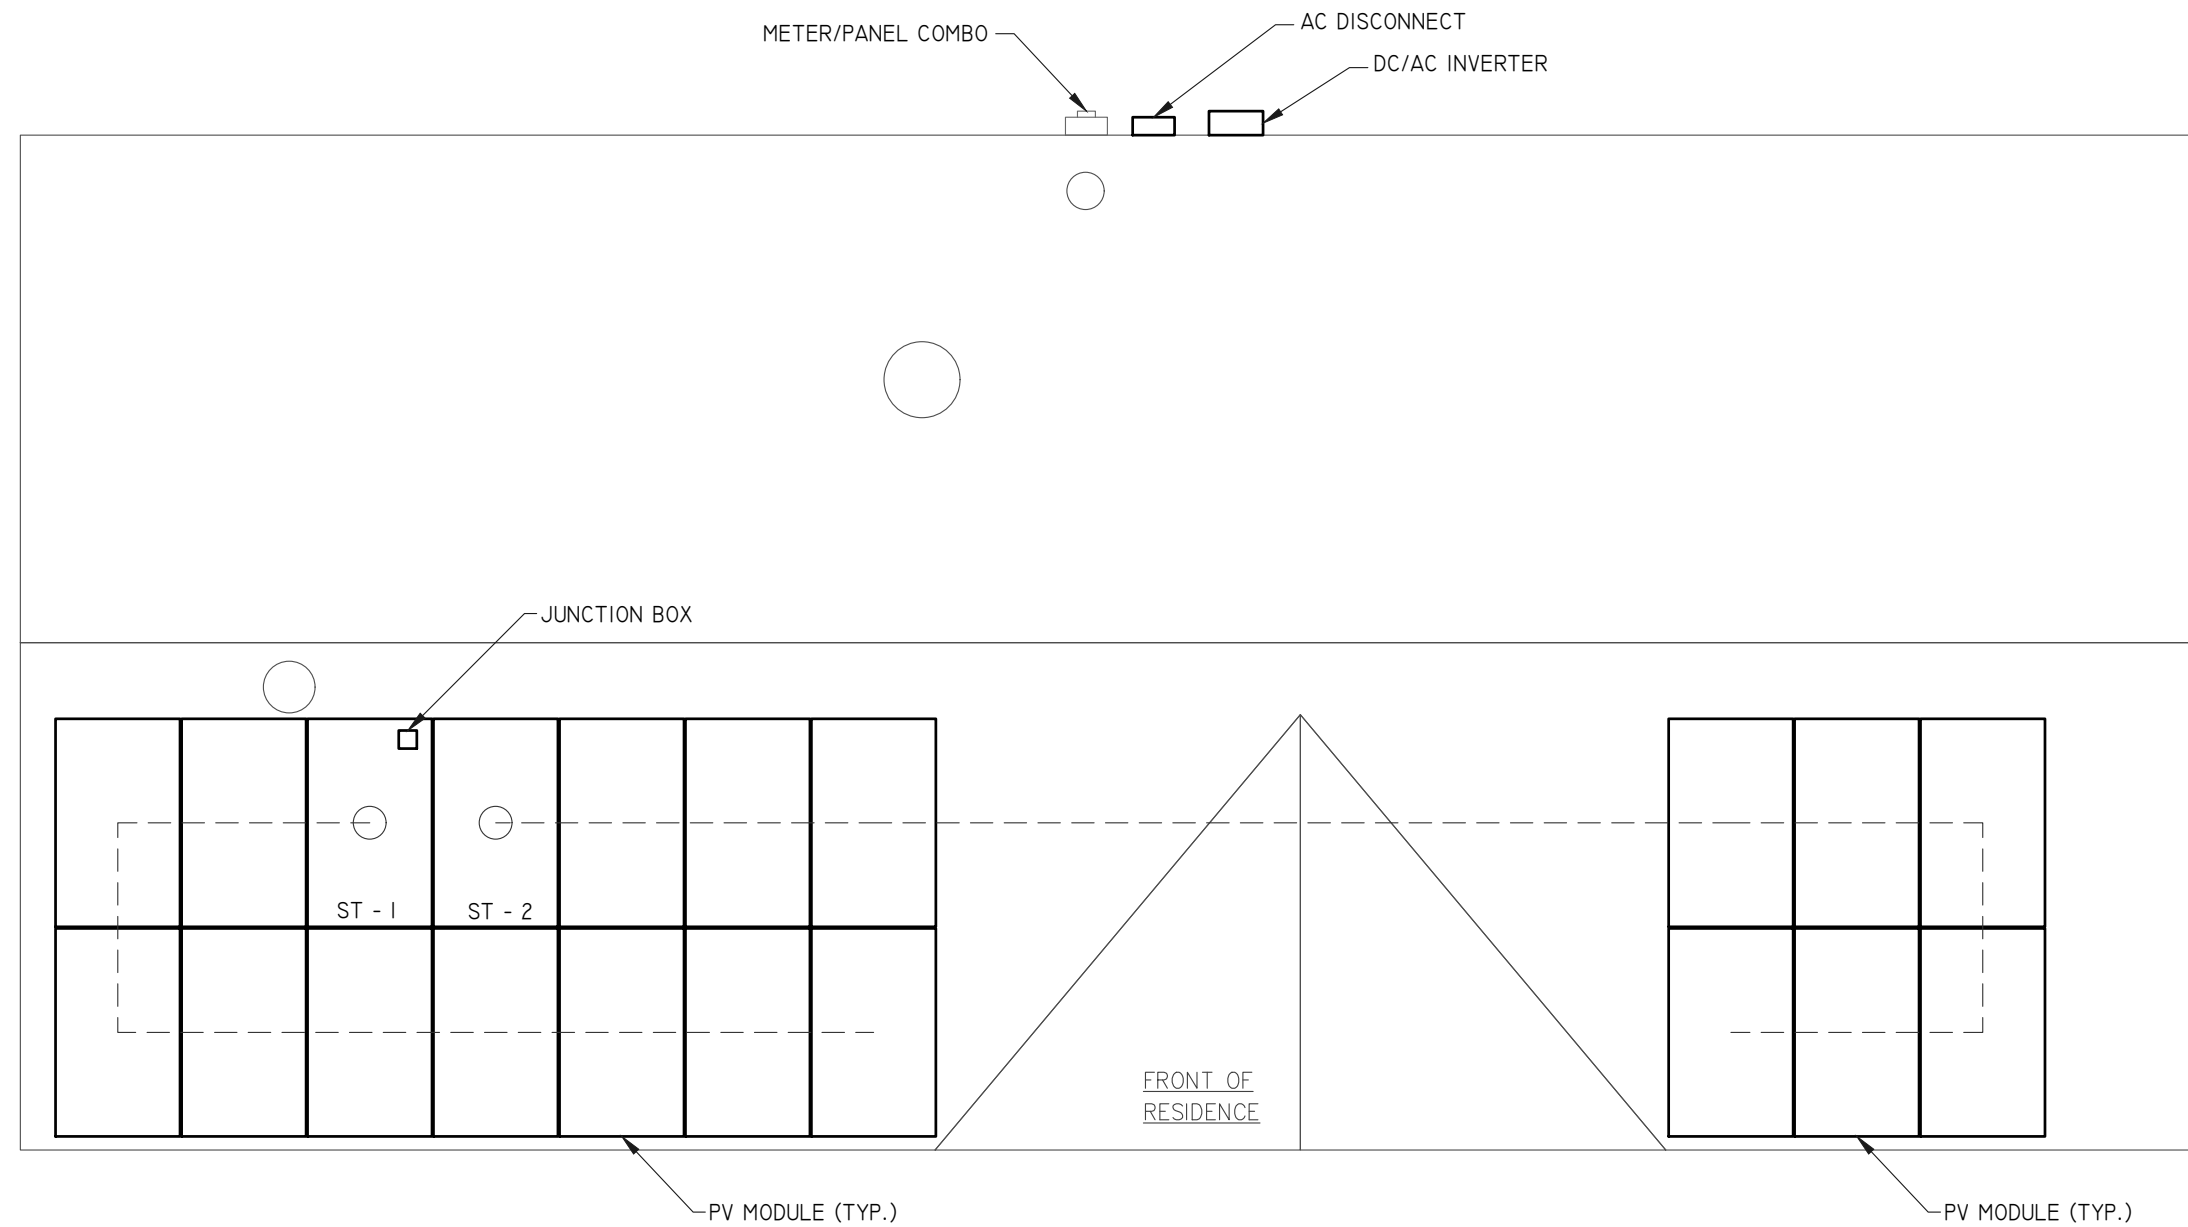 AC DISCONNECT
METER/PANEL COMBO
DC/AC INVERTER
JUNCTION BOX
ST - 1
ST - 2
FRONT OF
RESIDENCE
PV MODULE (TYP.)
PV MODULE (TYP.)